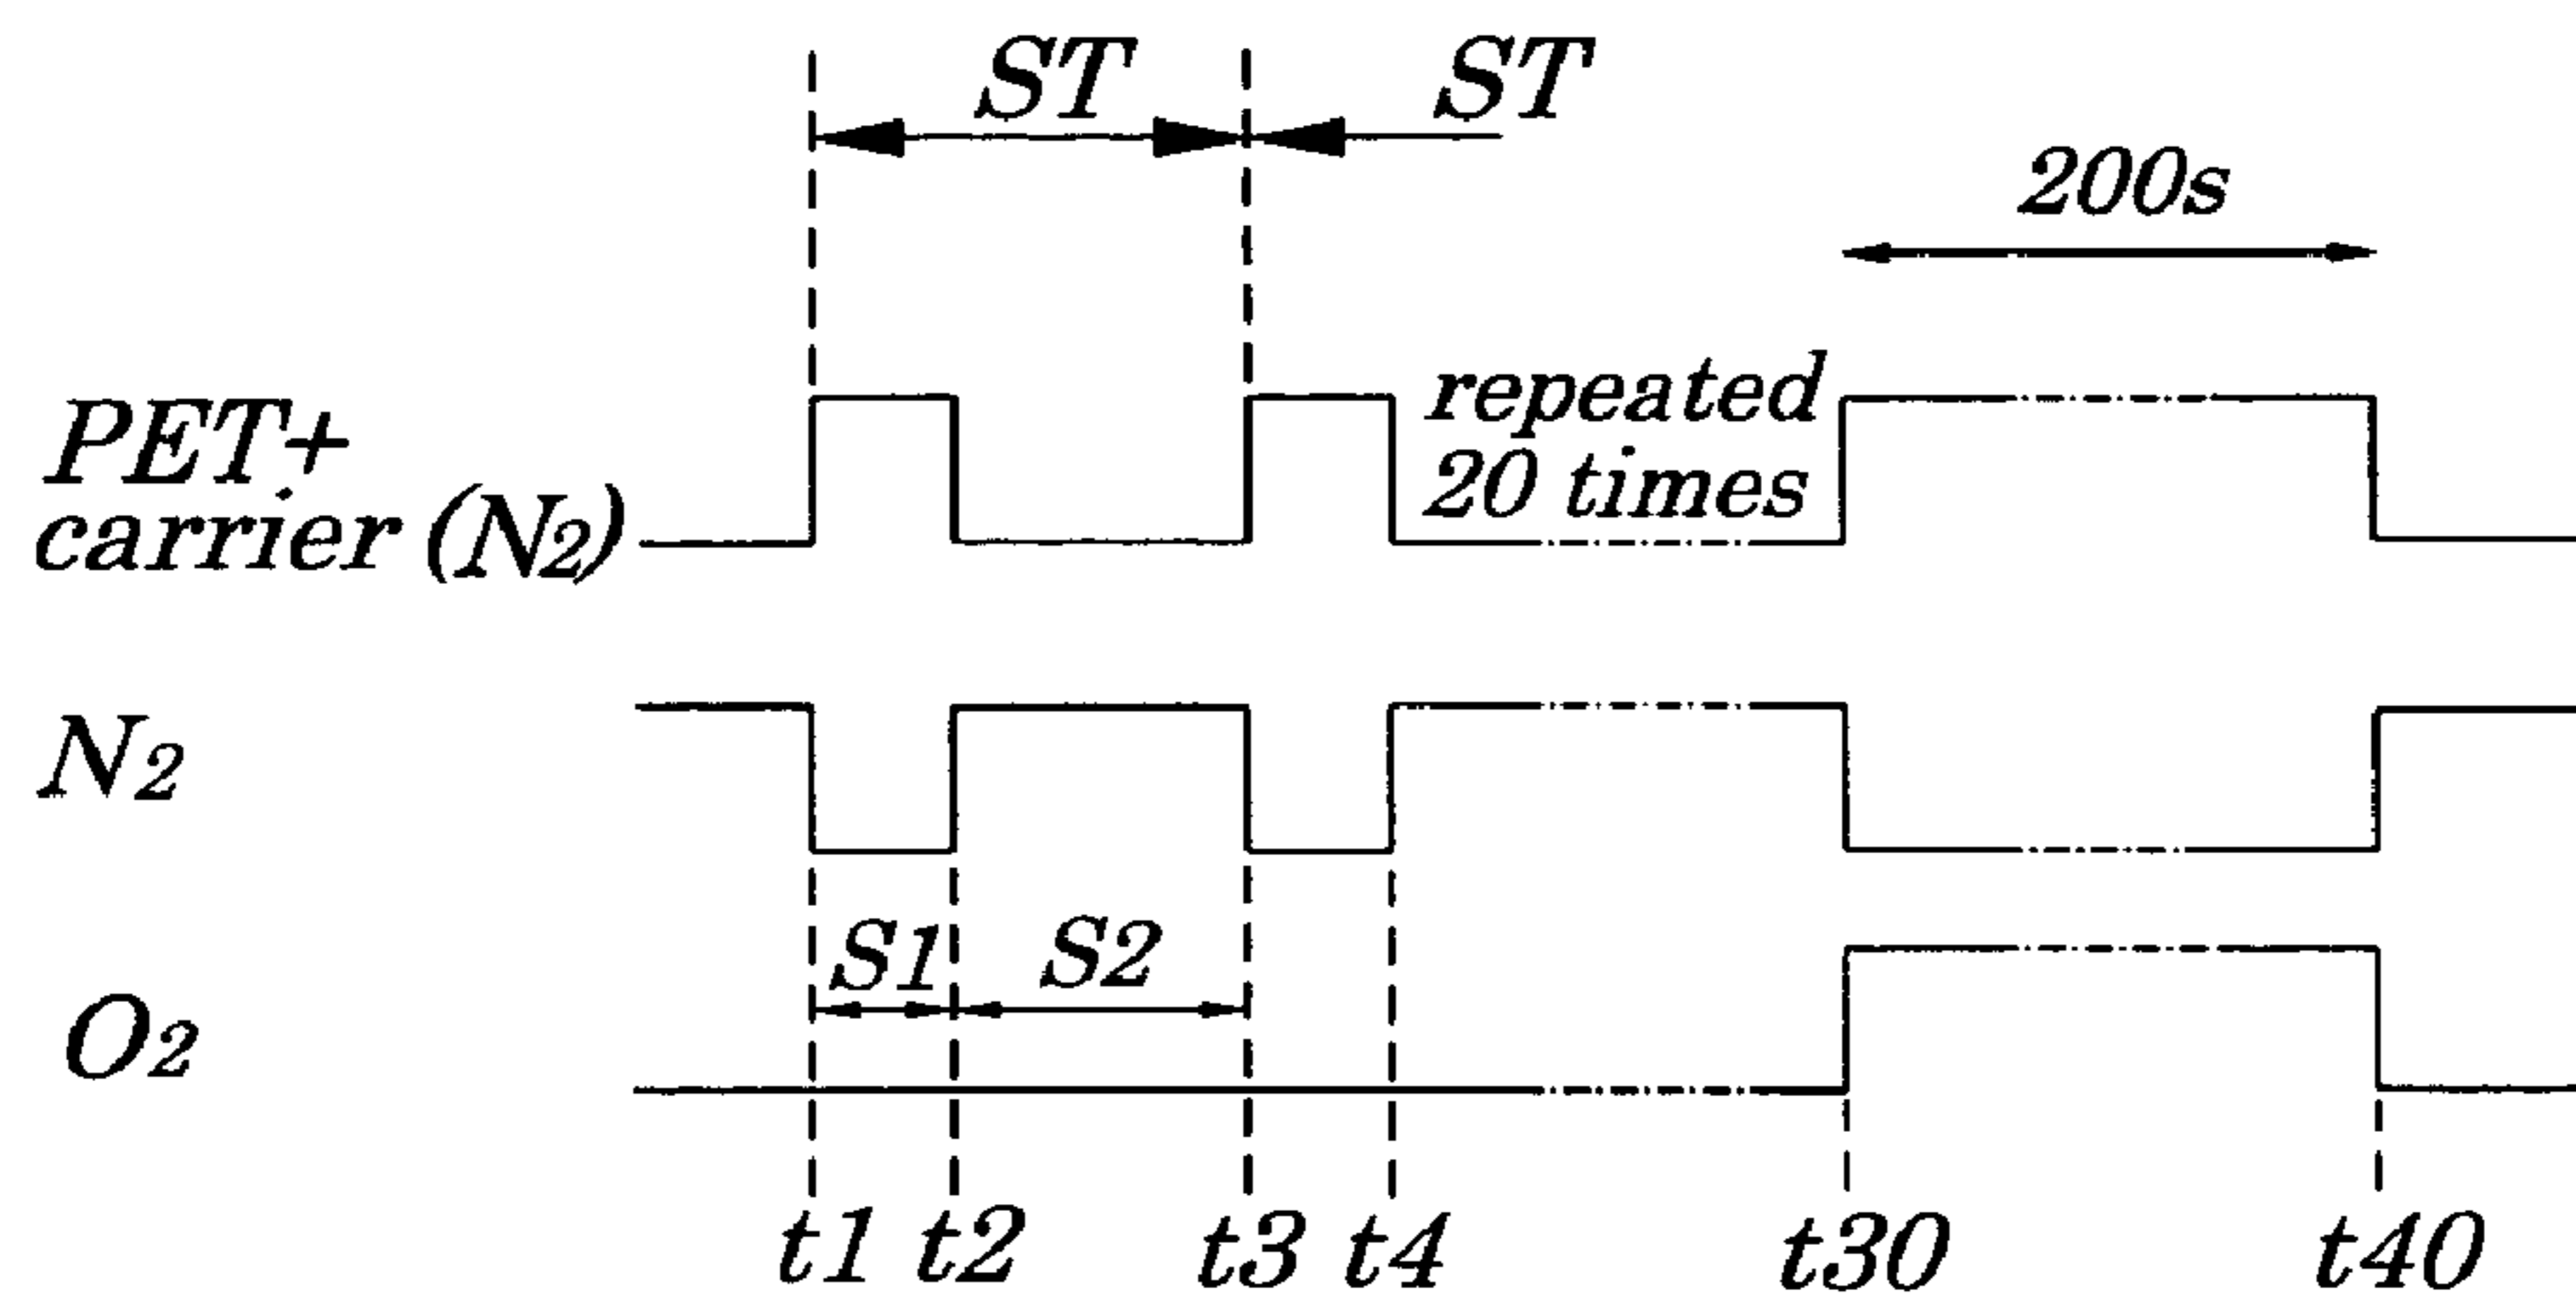 ST ST
200s
PET+
carrier (N2)
repeated
20 times
N2
S1 S2
O2
t1 t2 t3 t4 t30 t40